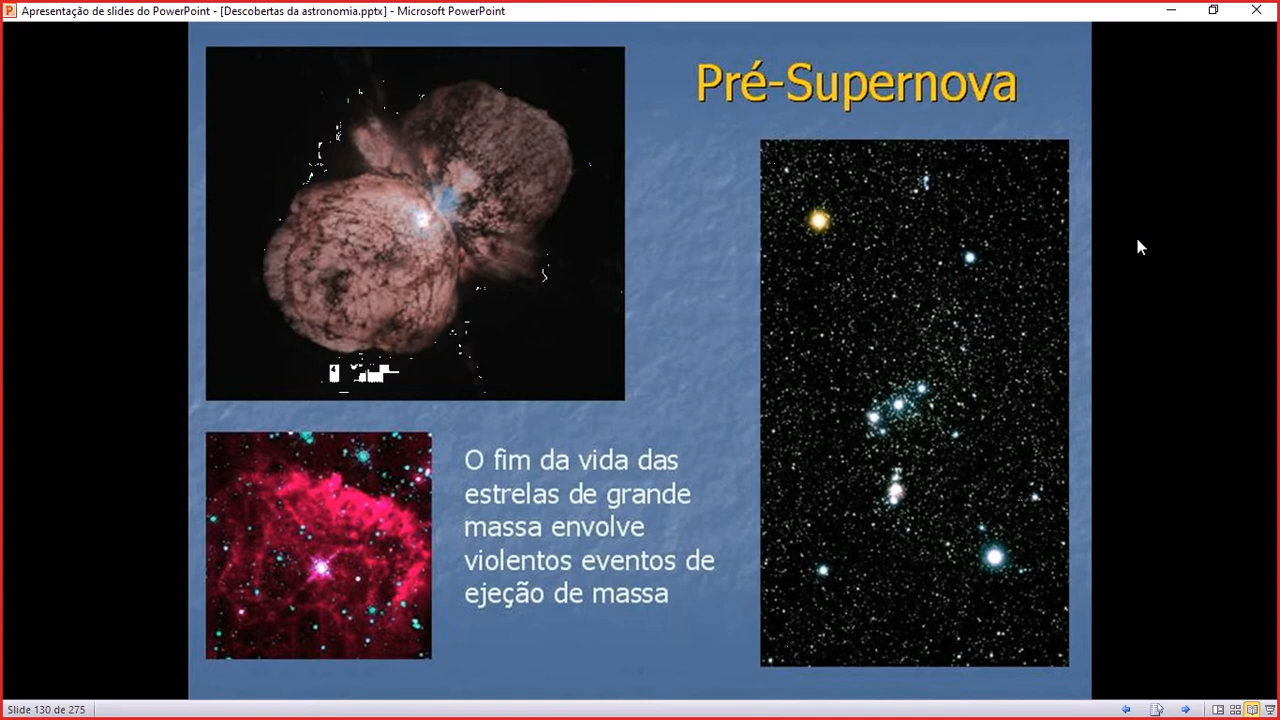 Apresentação de slides do PowerPoint - [Descobertas da astronomia.pptx] - Microsoft PowerPoint
Pré-Supernova
O fim da vida das
estrelas de grande
massa envolve
violentos eventos de
ejeção de massa
Slide 130 de 275